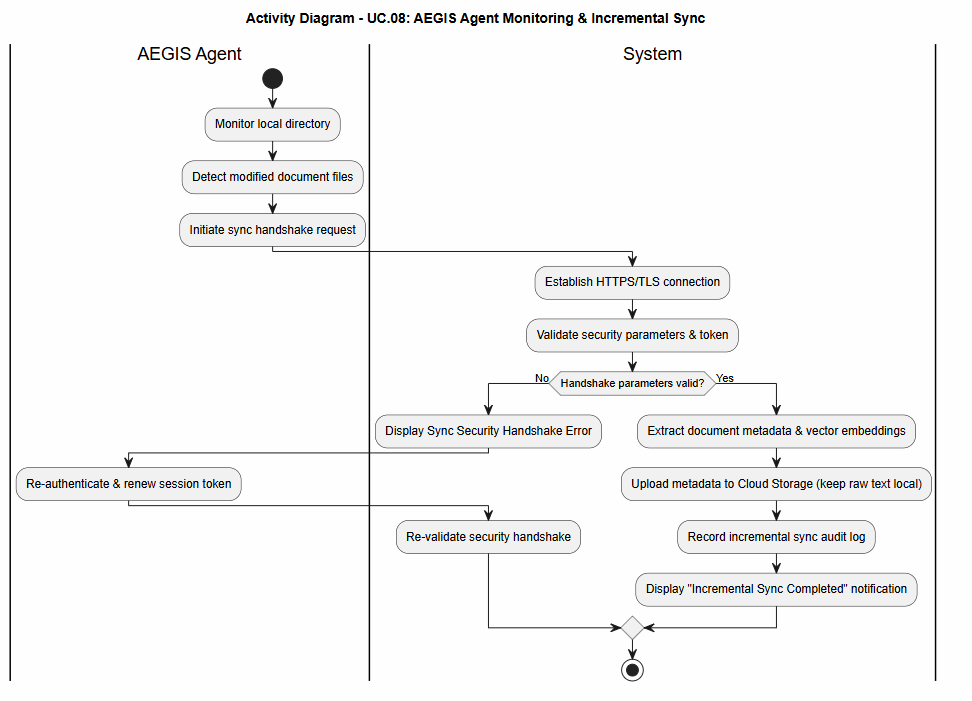 Activity Diagram - UC.08: AEGIS Agent Monitoring & Incremental Sync
AEGIS Agent
System
Monitor local directory
Detect modified document files
Initiate sync handshake request
Establish HTTPS/TLS connection
Validate security parameters & token
No
Handshake parameters valid?
Yes
Display Sync Security Handshake Error
Extract document metadata & vector embeddings
Re-authenticate & renew session token
Upload metadata to Cloud Storage (keep raw text local)
Re-validate security handshake
Record incremental sync audit log
Display "Incremental Sync Completed" notification